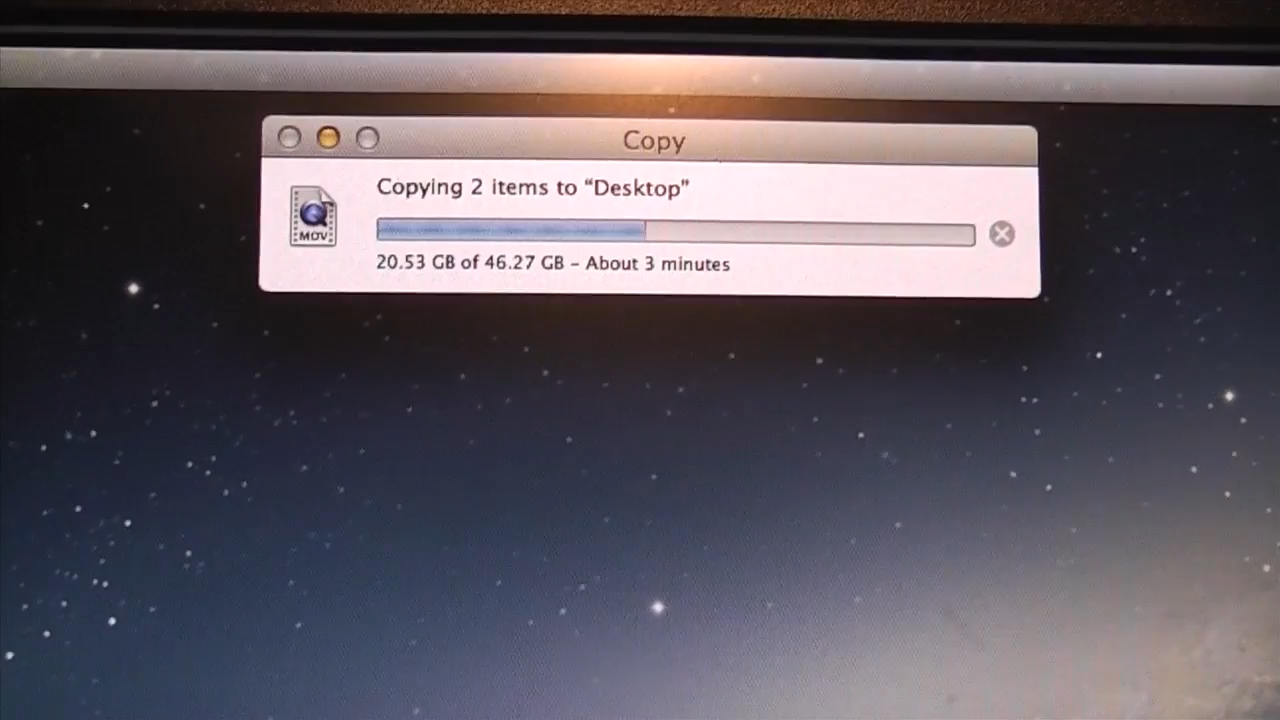 Copy
Copying 2 items to “Desktop”
MOV
20.53 GB of 46.27 GB – About 3 minutes